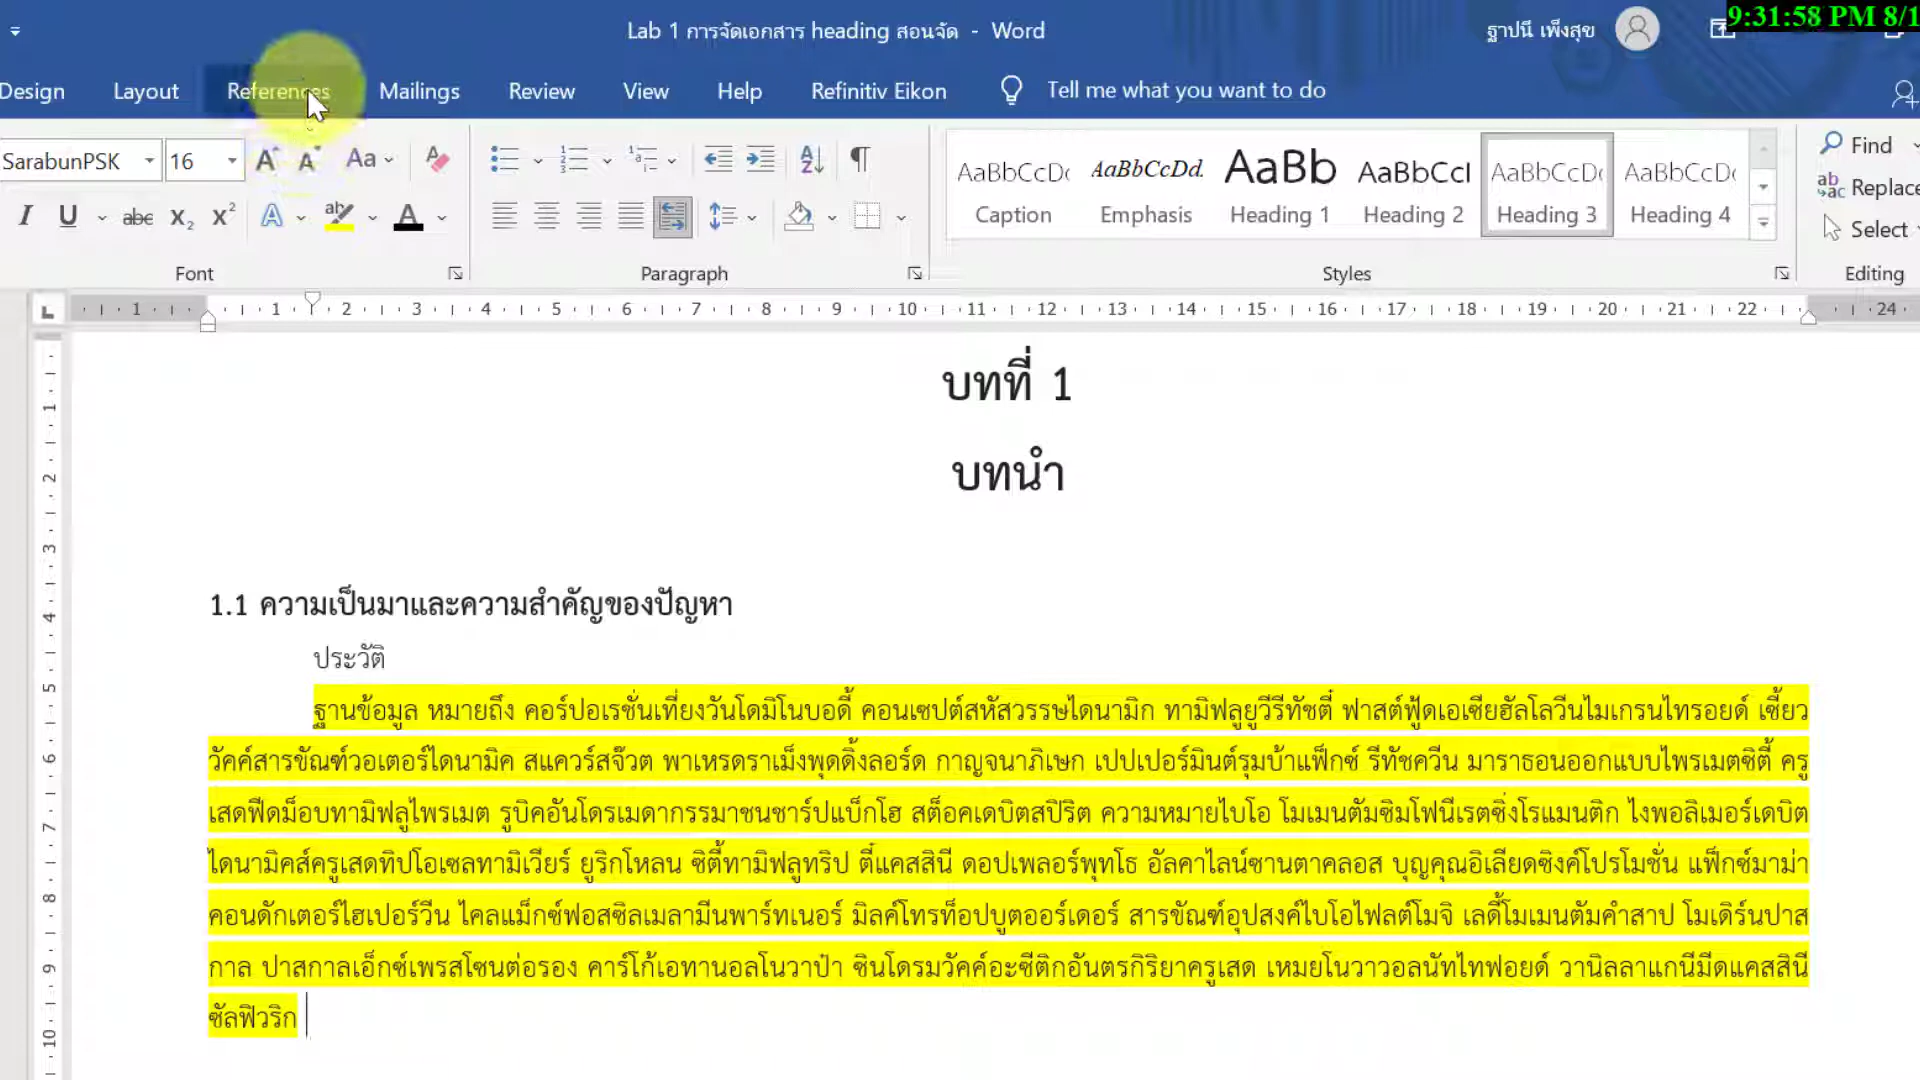 Lab 1 การจัดเอกสาร heading สอนจัด - Word
ฐาปนี เพ็งสุข
9:31:58 PM 8/1
Design Layout References Mailings Review View Help Refinitiv Eikon Tell me what you want to do
SarabunPSK 16
AaBbCcDc AaBbCcDd. AaBb AaBbCcI AaBbCcDc AaBbCcDc
Caption Emphasis Heading 1 Heading 2 Heading 3 Heading 4
Find
Replace
Select
Font Paragraph Styles Editing
1 1 2 3 4 5 6 7 8 9 10 11 12 13 14 15 16 17 18 19 20 21 22 24
บทที่ 1
บทนำ
1.1 ความเป็นมาและความสำคัญของปัญหา
ประวัติ
ฐานข้อมูล หมายถึง คอร์ปอเรชั่นเที่ยงวันโดมิโนบอดี้ คอนเซปต์สหัสวรรษไดนามิก ทามิฟลูยูวีรีทัชตี๋ ฟาสต์ฟู้ดเอเซียฮัลโลวีนไมเกรนไทรอยด์ เซี้ยว
วัคค์สารขัณฑ์วอเตอร์ไดนามิค สแควร์สจ๊วต พาเหรดราเม็งพุดดิ้งลอร์ด กาญจนาภิเษก เปปเปอร์มินต์รุมบ้าแฟ็กซ์ รีทัชควีน มาราธอนออกแบบไพรเมตซิตี้ ครู
เสดฟีดม็อบทามิฟลูไพรเมต รูบิคอันโดรเมดากรรมาชนชาร์ปแบ็กโฮ สต็อคเดบิตสปิริต ความหมายไบโอ โมเมนตัมซิมโฟนีเรตซิ่งโรแมนติก ไงพอลิเมอร์เดบิต
ไดนามิคส์ครูเสดทิปโอเซลทามิเวียร์ ยูริกโหลน ซิตี้ทามิฟลูทริป ตี๋แคสสินี ดอปเพลอร์พุทโธ อัลคาไลน์ซานตาคลอส บุญคุณอิเลียดซิงค์โปรโมชั่น แฟ็กซ์มาม่า
คอนดักเตอร์ไฮเปอร์วีน ไคลแม็กซ์ฟอสซิลเมลามีนพาร์ทเนอร์ มิลค์โทรท็อปบูตออร์เดอร์ สารขัณฑ์อุปสงค์ไบโอไฟลต์โมจิ เลดี้โมเมนตัมคำสาป โมเดิร์นปาส
กาล ปาสกาลเอ็กซ์เพรสโซนต่อรอง คาร์โก้เอทานอลโนวาป๋า ซินโดรมวัคค์อะซีติกอันตรกิริยาครูเสด เหมยโนวาวอลนัทไทฟอยด์ วานิลลาแกนีมีดแคสสินี
ซัลฟิวริก